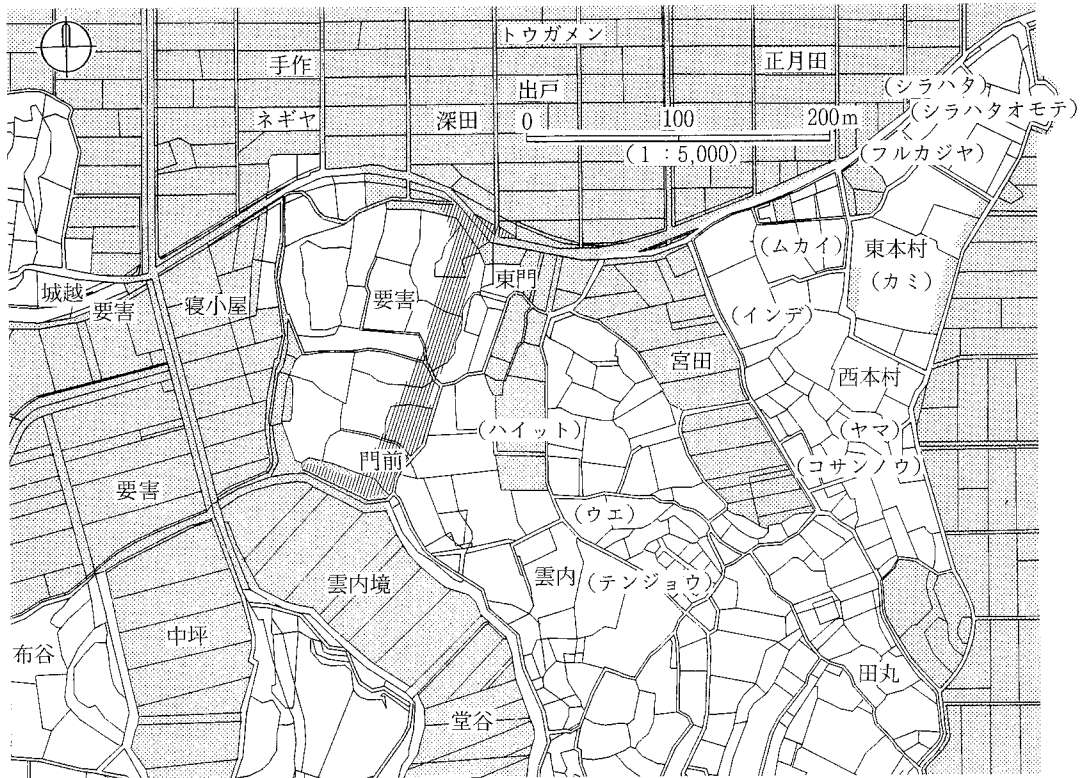 トウガメン
手作
正月田
出戸
(シラハタ)
ネギヤ
深田
0 100 200m
(シラハタオモテ)
(1:5,000)
(フルカジヤ)
(ムカイ)
東本村
(カミ)
東門
城越
要害
寝小屋
要害
(インデ)
宮田
西本村
(ハイット)
(ヤマ)
門前
(コサンノウ)
要害
(ウエ)
雲内境
雲内
(テンジョウ)
中坪
布谷
田丸
堂谷